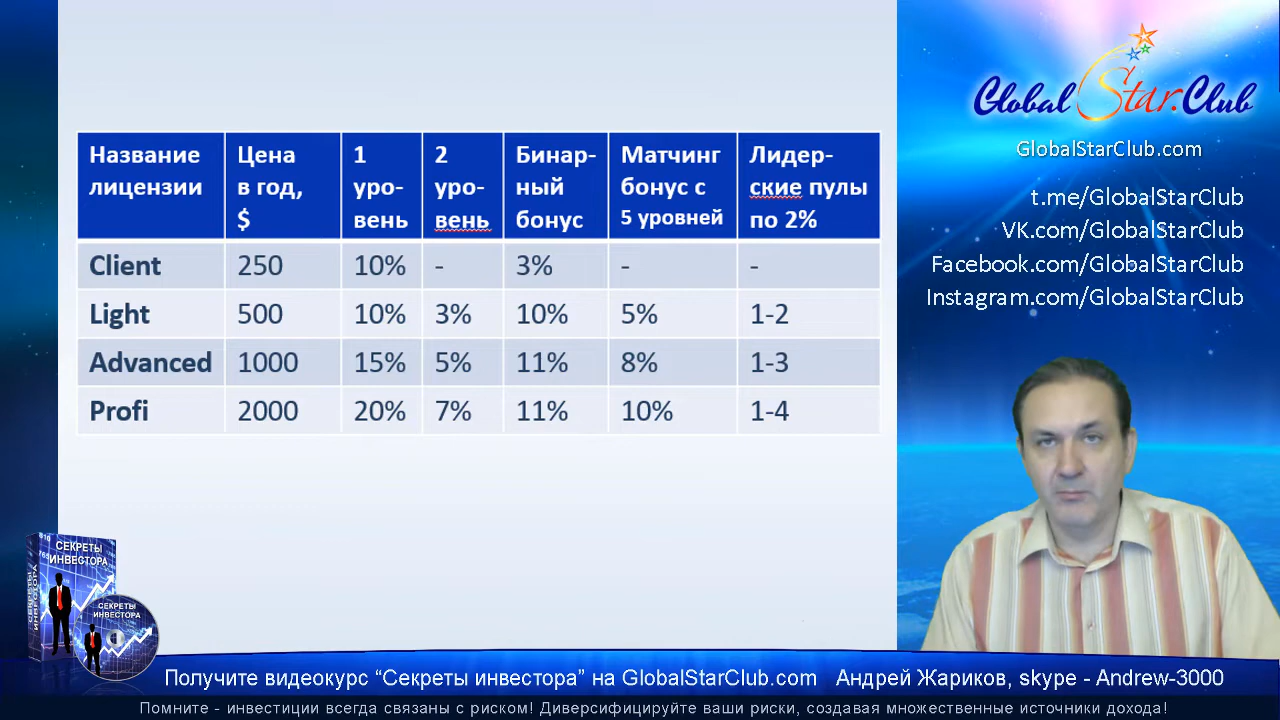 Название лицензии
Цена в год, $
1 уро-вень
2 уро-вень
Бинар-ный бонус
Матчинг бонус с 5 уровней
Лидер-ские пулы по 2%
Client 250 10% - 3% - -
Light 500 10% 3% 10% 5% 1-2
Advanced 1000 15% 5% 11% 8% 1-3
Profi 2000 20% 7% 11% 10% 1-4
Global Star.Club
GlobalStarClub.com
t.me/GlobalStarClub
VK.com/GlobalStarClub
Facebook.com/GlobalStarClub
Instagram.com/GlobalStarClub
СЕКРЕТЫ
ИНВЕСТОРА
СЕКРЕТЫ ИНВЕСТОРА
СЕКРЕТЫ
ИНВЕСТОРА
Получите видеокурс “Секреты инвестора” на GlobalStarClub.com Андрей Жариков, skype - Andrew-3000
Помните - инвестиции всегда связаны с риском! Диверсифицируйте ваши риски, создавая множественные источники дохода!